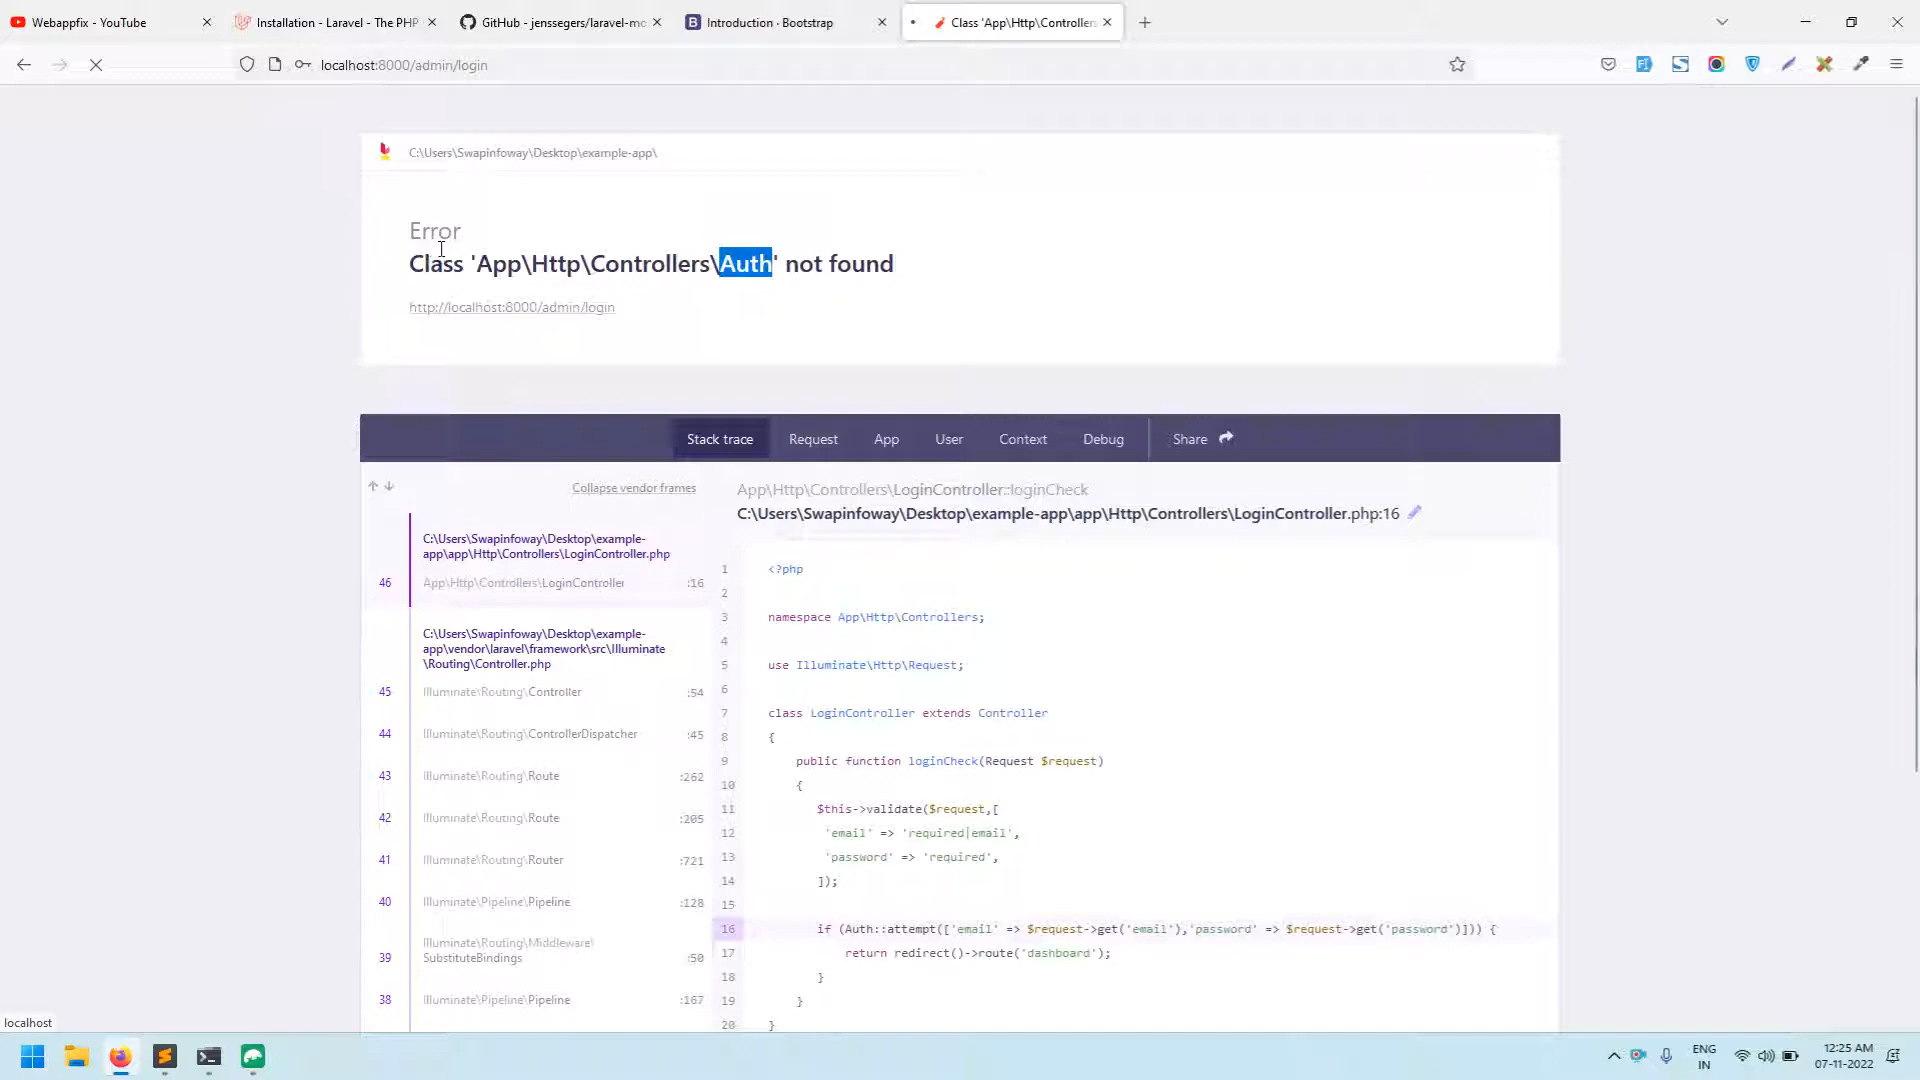 Webappfix - YouTube
Installation - Laravel - The PHP
GitHub - jenssegers/laravel-mo
Introduction · Bootstrap
Class 'App\Http\Controllers
localhost:8000/admin/login
C:\Users\Swapinfoway\Desktop\example-app\
Error
Class 'App\Http\Controllers\Auth' not found
http://localhost:8000/admin/login
Stack trace
Request
App
User
Context
Debug
Share
Collapse vendor frames
C:\Users\Swapinfoway\Desktop\example-
app\app\Http\Controllers\LoginController.php
46 App\Http\Controllers\LoginController :16
C:\Users\Swapinfoway\Desktop\example-
app\vendor\laravel\framework\src\Illuminate
\Routing\Controller.php
45 Illuminate\Routing\Controller :54
44 Illuminate\Routing\ControllerDispatcher :45
43 Illuminate\Routing\Route :262
42 Illuminate\Routing\Route :205
41 Illuminate\Routing\Router :721
40 Illuminate\Pipeline\Pipeline :128
Illuminate\Routing\Middleware\
39 SubstituteBindings :50
38 Illuminate\Pipeline\Pipeline :167
App\Http\Controllers\LoginController::loginCheck
C:\Users\Swapinfoway\Desktop\example-app\app\Http\Controllers\LoginController.php:16
1 <?php
2
3 namespace App\Http\Controllers;
4
5 use Illuminate\Http\Request;
6
7 class LoginController extends Controller
8 {
9 public function loginCheck(Request $request)
10 {
11 $this->validate($request,[
12 'email' => 'required|email',
13 'password' => 'required',
14 ]);
15
16 if (Auth::attempt(['email' => $request->get('email'),'password' => $request->get('password')])) {
17 return redirect()->route('dashboard');
18 }
19 }
20 }
localhost
ENG
IN
12:25 AM
07-11-2022